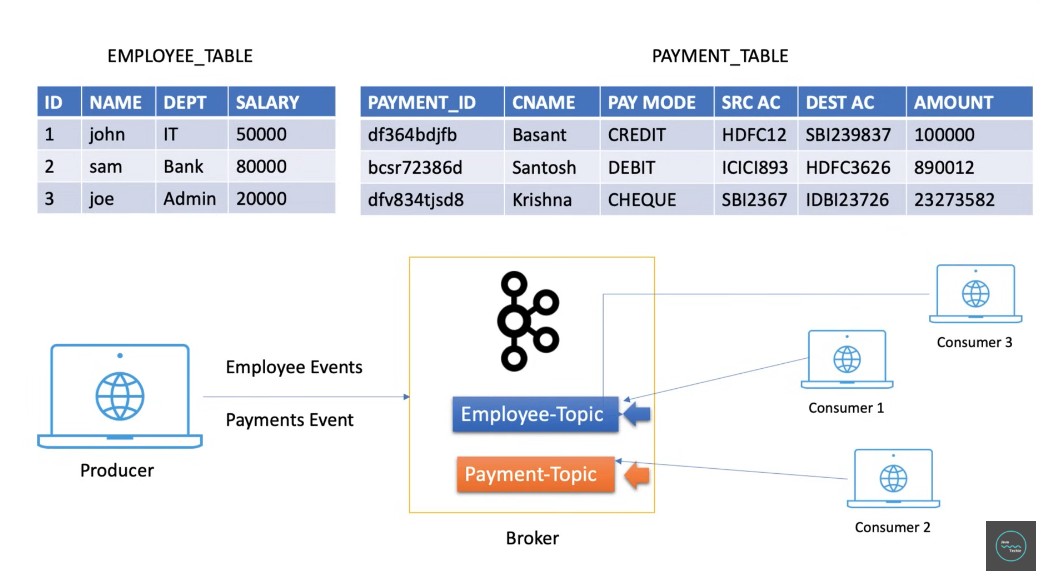 EMPLOYEE_TABLE
PAYMENT_TABLE
ID NAME DEPT SALARY
1 john IT 50000
2 sam Bank 80000
3 joe Admin 20000
PAYMENT_ID CNAME PAY MODE SRC AC DEST AC AMOUNT
df364bdjfb Basant CREDIT HDFC12 SBI239837 100000
bcsr72386d Santosh DEBIT ICICI893 HDFC3626 890012
dfv834tjsd8 Krishna CHEQUE SBI2367 IDBI23726 23273582
Consumer 3
Employee Events
Payments Event
Employee-Topic
Consumer 1
Producer
Payment-Topic
Consumer 2
Broker
Java
Techie